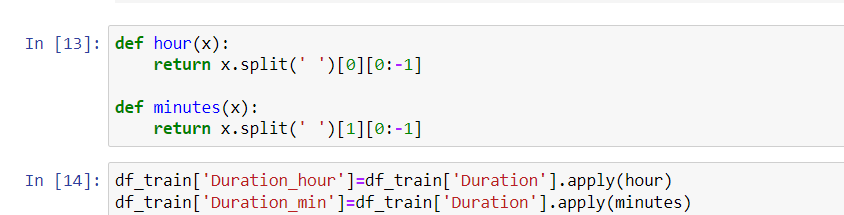 In [13]: def hour(x):
    return x.split(' ')[0][0:-1]
def minutes(x):
    return x.split(' ')[1][0:-1]
In [14]: df_train['Duration_hour']=df_train['Duration'].apply(hour)
df_train['Duration_min']=df_train['Duration'].apply(minutes)